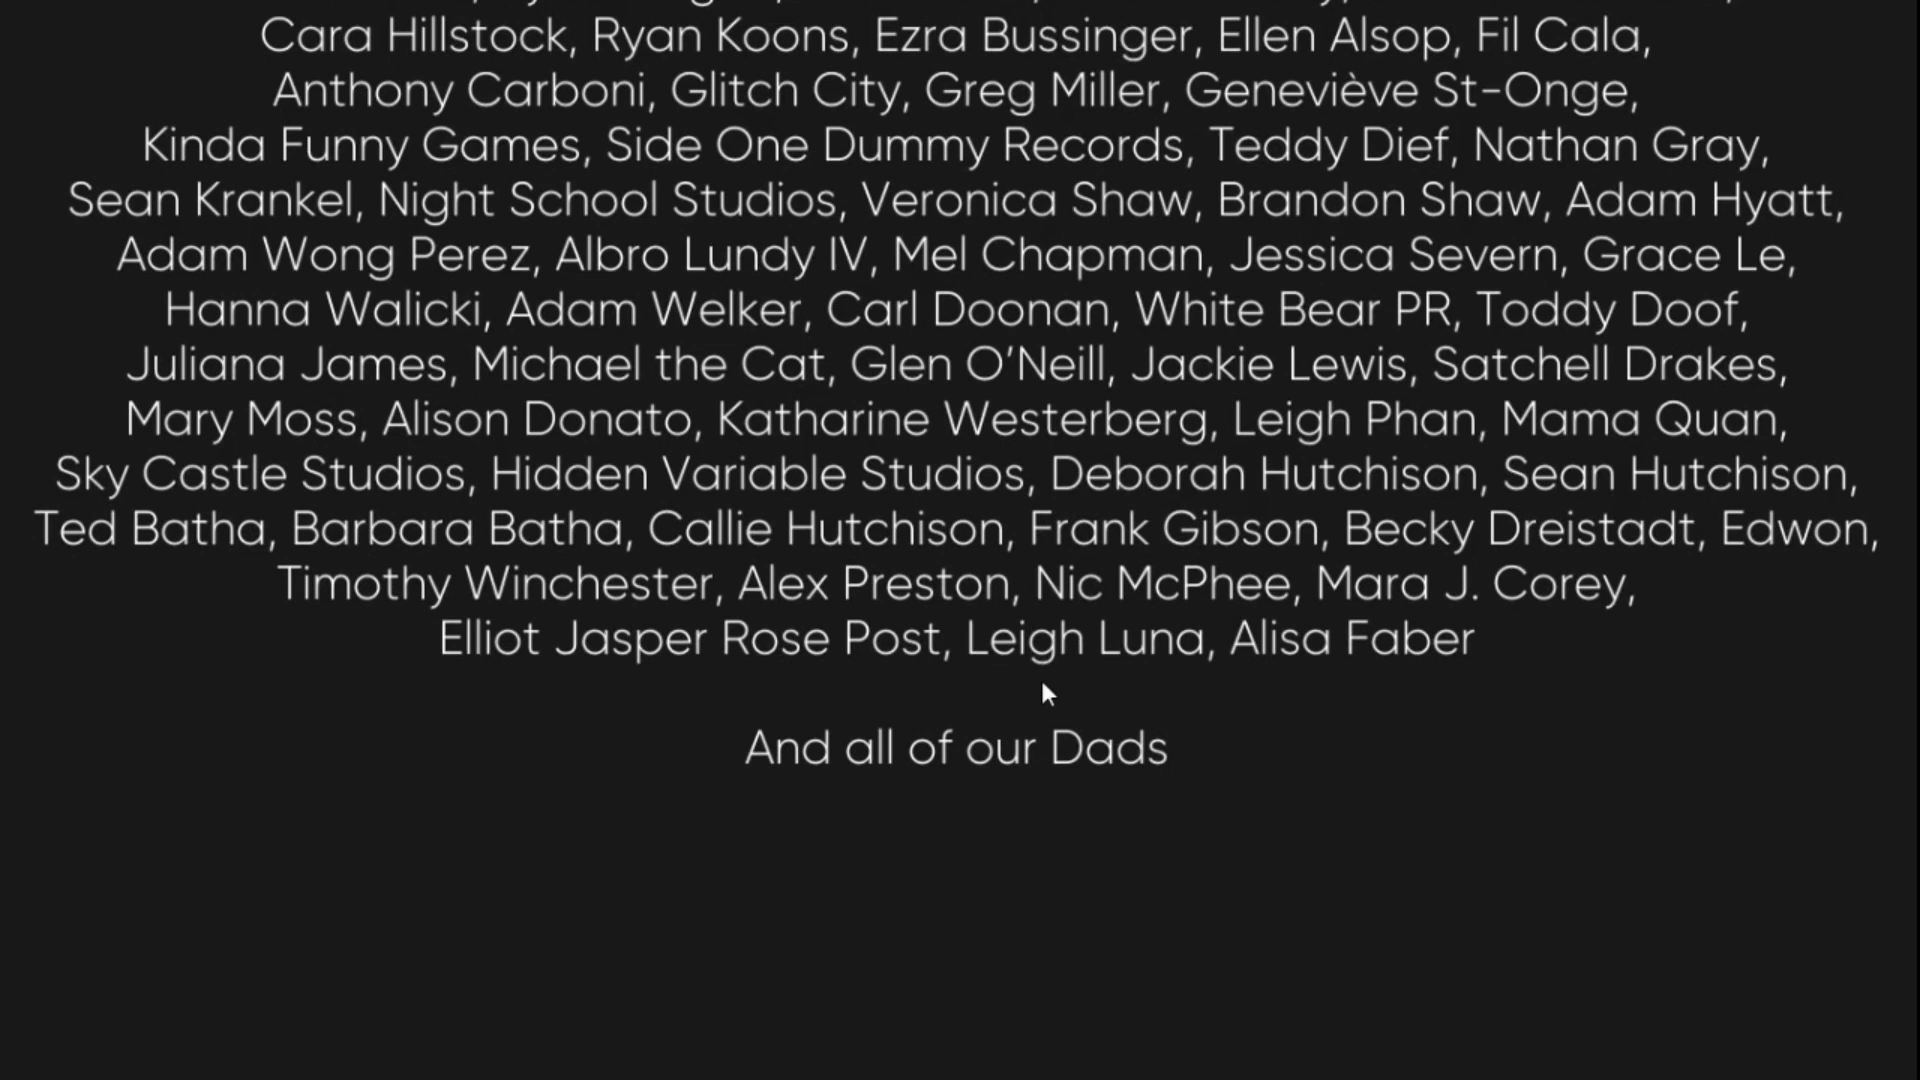 Cara Hillstock, Ryan Koons, Ezra Bussinger, Ellen Alsop, Fil Cala,
Anthony Carboni, Glitch City, Greg Miller, Geneviève St-Onge,
Kinda Funny Games, Side One Dummy Records, Teddy Dief, Nathan Gray,
Sean Krankel, Night School Studios, Veronica Shaw, Brandon Shaw, Adam Hyatt,
Adam Wong Perez, Albro Lundy IV, Mel Chapman, Jessica Severn, Grace Le,
Hanna Walicki, Adam Welker, Carl Doonan, White Bear PR, Toddy Doof,
Juliana James, Michael the Cat, Glen O’Neill, Jackie Lewis, Satchell Drakes,
Mary Moss, Alison Donato, Katharine Westerberg, Leigh Phan, Mama Quan,
Sky Castle Studios, Hidden Variable Studios, Deborah Hutchison, Sean Hutchison,
Ted Batha, Barbara Batha, Callie Hutchison, Frank Gibson, Becky Dreistadt, Edwon,
Timothy Winchester, Alex Preston, Nic McPhee, Mara J. Corey,
Elliot Jasper Rose Post, Leigh Luna, Alisa Faber
And all of our Dads